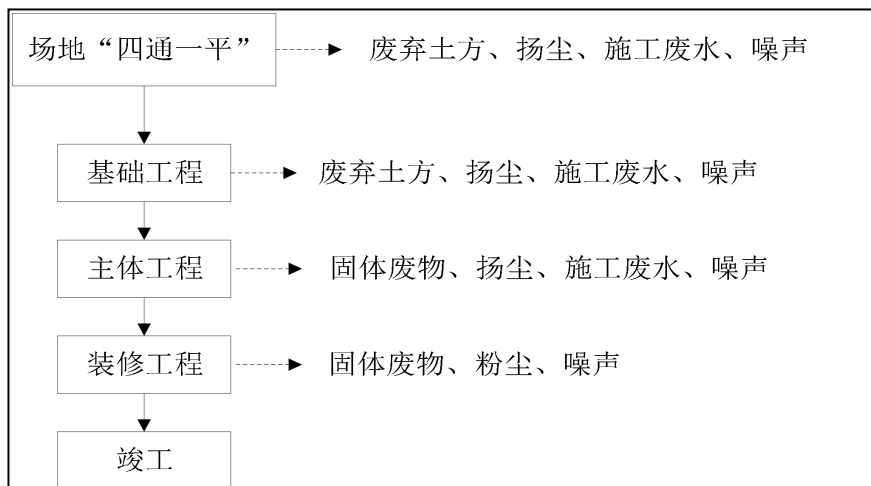 场地“四通一平” 废弃土方、扬尘、施工废水、噪声
基础工程 废弃土方、扬尘、施工废水、噪声
主体工程 固体废物、扬尘、施工废水、噪声
装修工程 固体废物、粉尘、噪声
竣工